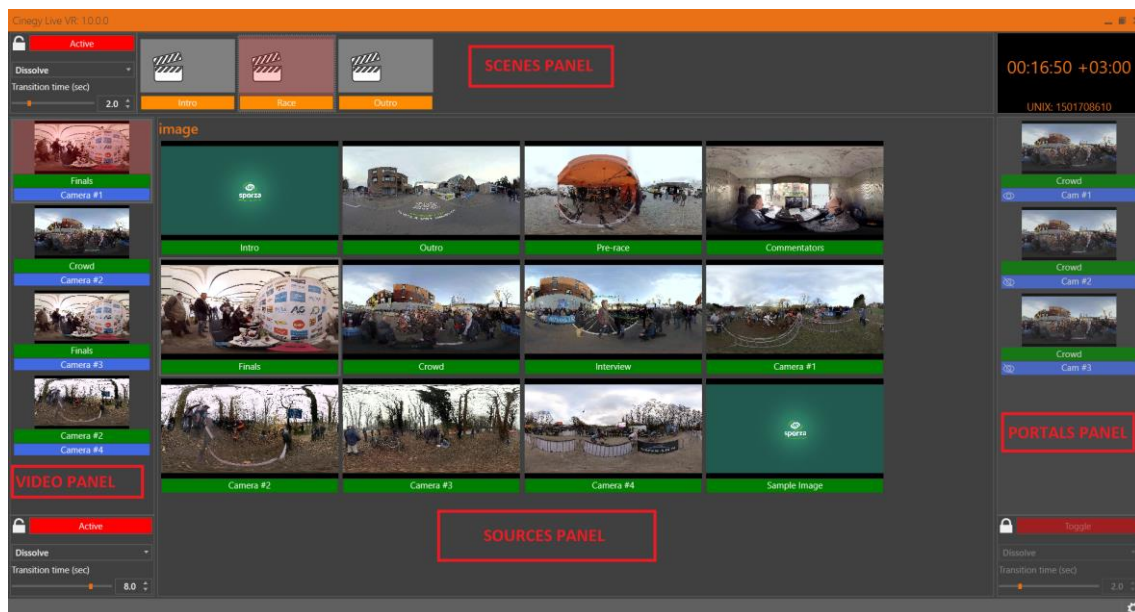 Cinegy Live VR: 1.0.0.0
Active
Dissolve
Transition time (sec)
2.0
Intro
Race
Outro
SCENES PANEL
00:16:50 +03:00
UNIX: 1501708610
Finals
Camera #1
Crowd
Camera #2
Finals
Camera #3
Camera #2
Camera #4
VIDEO PANEL
Active
Dissolve
Transition time (sec)
8.0
image
sporza
Intro
Outro
Pre-race
Commentators
Finals
Crowd
Interview
Camera #1
Camera #2
Camera #3
Camera #4
sporza
Sample Image
SOURCES PANEL
Crowd
Cam #1
Crowd
Cam #2
Crowd
Cam #3
PORTALS PANEL
Toggle
Dissolve
Transition time (sec)
2.0